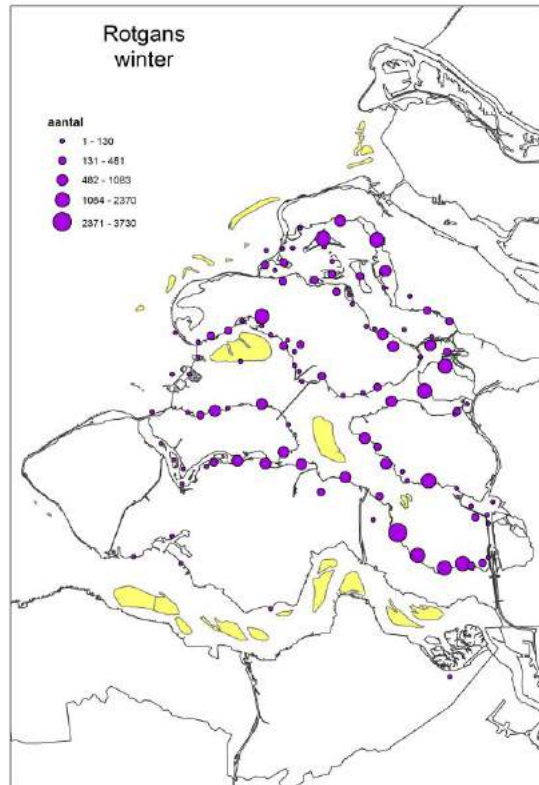 Rotgans
winter
aantal
1 - 130
131 - 481
482 - 1083
1084 - 2370
2371 - 3730